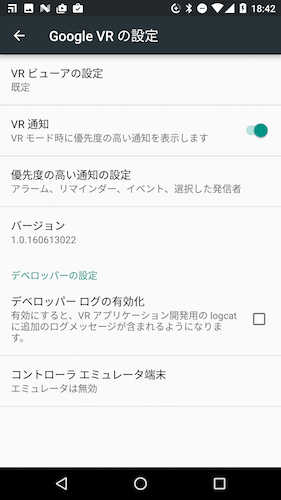 18:42
Google VR の設定
VR ビューアの設定
既定
VR 通知
VR モード時に優先度の高い通知を表示します
優先度の高い通知の設定
アラーム、リマインダー、イベント、選択した発信者
バージョン
1.0.160613022
デベロッパーの設定
デベロッパー ログの有効化
有効にすると、VR アプリケーション開発用の logcat
に追加のログメッセージが含まれるようになりま
す。
コントローラ エミュレータ端末
エミュレータは無効